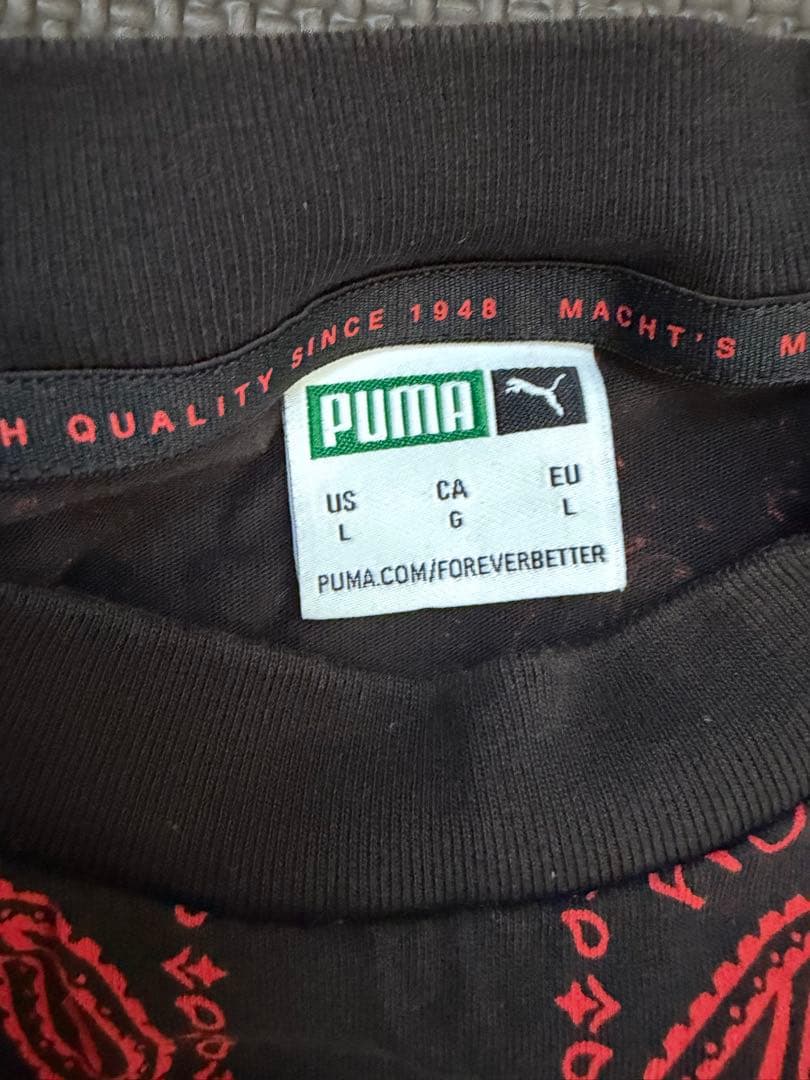 H QUALITY SINCE 1948 MACHT'S M
PUMA
US CA EU
L G L
PUMA.COM/FOREVERBETTER